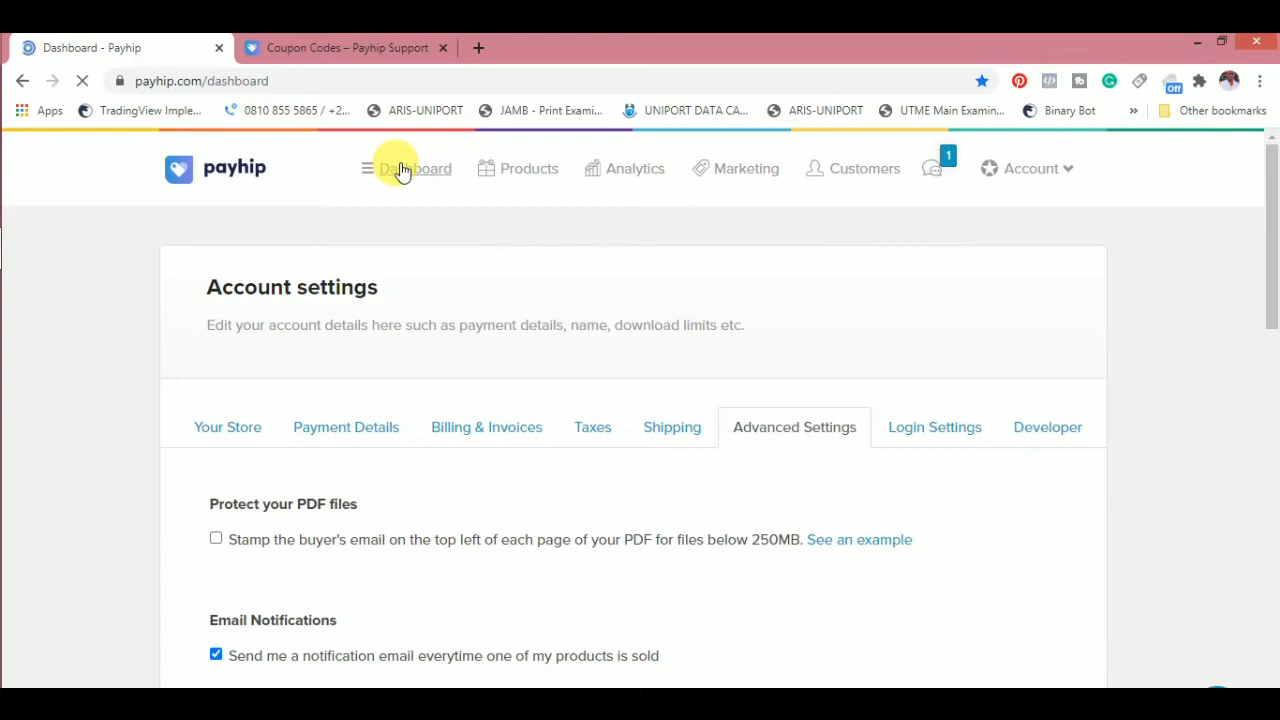 Dashboard - Payhip
Coupon Codes – Payhip Support
payhip.com/dashboard
Off
Apps
TradingView Imple...
0810 855 5865 / +2...
ARIS-UNIPORT
JAMB - Print Exami...
UNIPORT DATA CA...
ARIS-UNIPORT
UTME Main Examin...
Binary Bot
»
Other bookmarks
payhip
Dashboard
Products
Analytics
Marketing
Customers
1
Account
Account settings
Edit your account details here such as payment details, name, download limits etc.
Your Store
Payment Details
Billing & Invoices
Taxes
Shipping
Advanced Settings
Login Settings
Developer
Protect your PDF files
Stamp the buyer's email on the top left of each page of your PDF for files below 250MB. See an example
Email Notifications
Send me a notification email everytime one of my products is sold